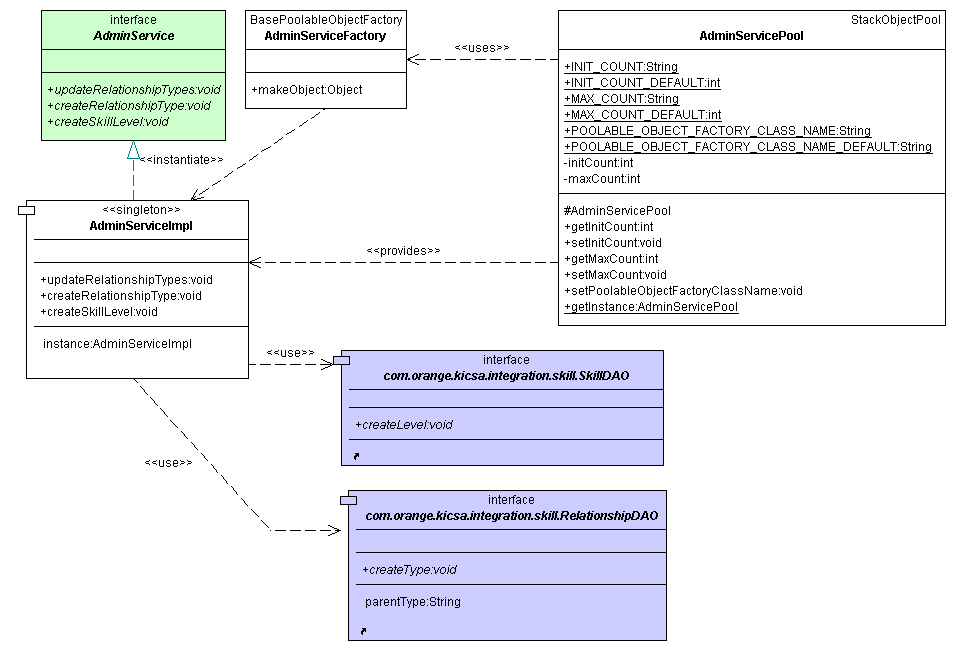 interface
AdminService
+updateRelationshipTypes:void
+createRelationshipType:void
+createSkillLevel:void
BasePoolableObjectFactory
AdminServiceFactory
+makeObject:Object
<<uses>>
StackObjectPool
AdminServicePool
+INIT_COUNT:String
+INIT_COUNT_DEFAULT:int
+MAX_COUNT:String
+MAX_COUNT_DEFAULT:int
+POOLABLE_OBJECT_FACTORY_CLASS_NAME:String
+POOLABLE_OBJECT_FACTORY_CLASS_NAME_DEFAULT:String
-initCount:int
-maxCount:int
#AdminServicePool
+getInitCount:int
+setInitCount:void
+getMaxCount:int
+setMaxCount:void
+setPoolableObjectFactoryClassName:void
+getInstance:AdminServicePool
<<instantiate>>
<<singleton>>
AdminServiceImpl
+updateRelationshipTypes:void
+createRelationshipType:void
+createSkillLevel:void
instance:AdminServiceImpl
<<provides>>
<<use>>
interface
com.orange.kicsa.integration.skill.SkillDAO
+createLevel:void
<<use>>
interface
com.orange.kicsa.integration.skill.RelationshipDAO
+createType:void
parentType:String